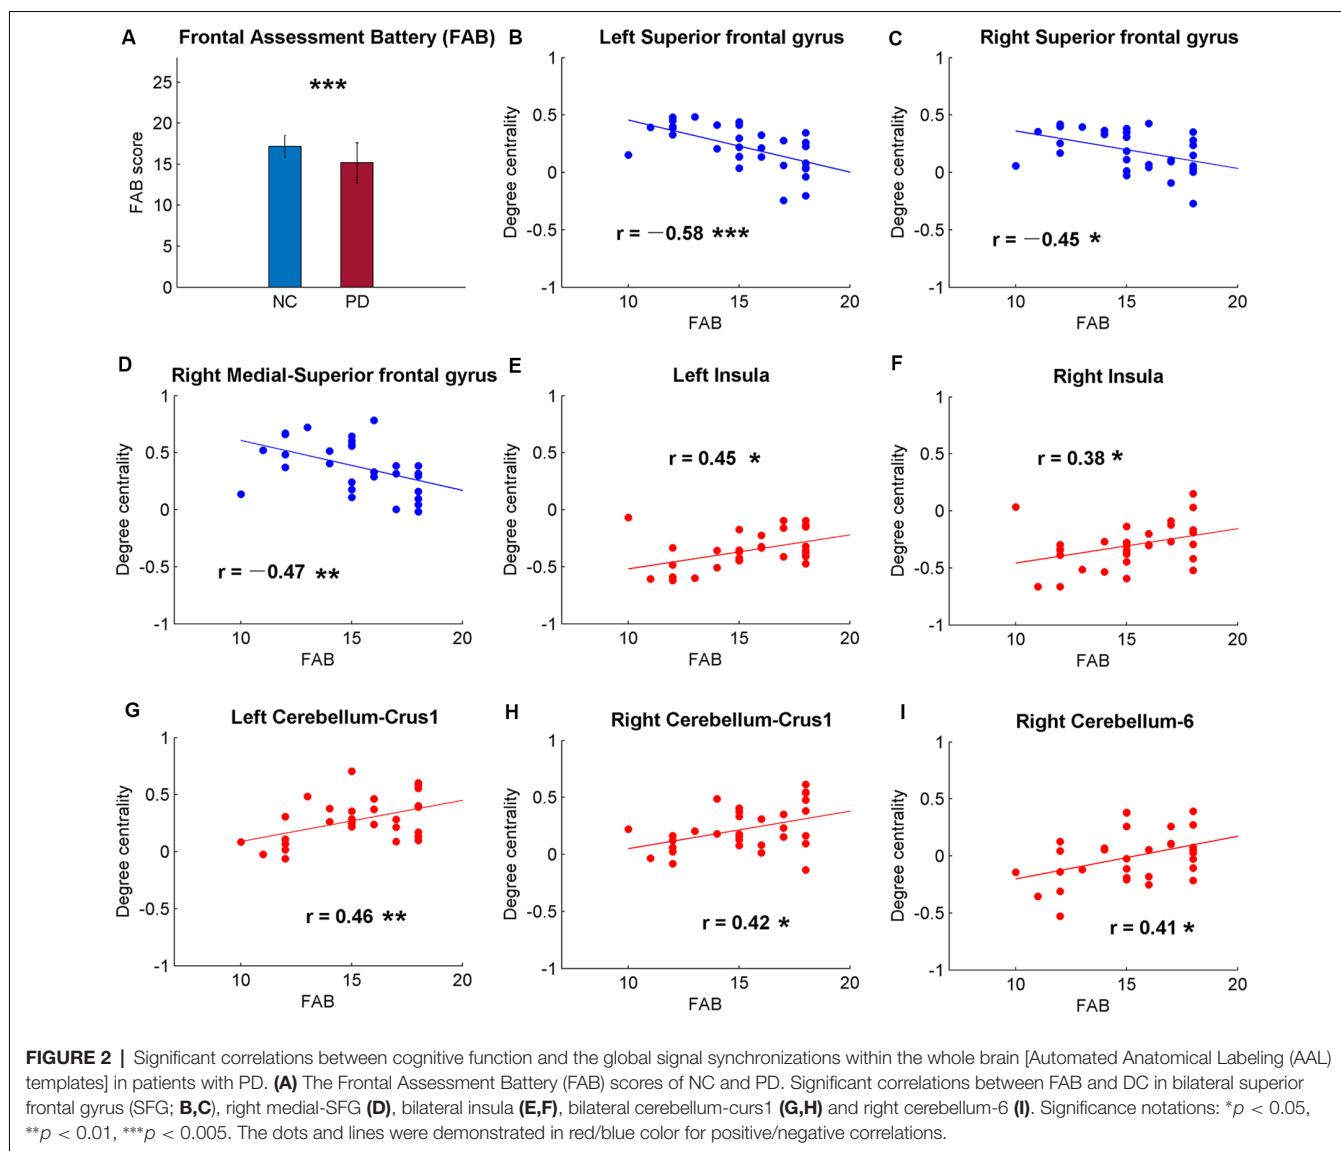 A
Frontal Assessment Battery (FAB)
25
20
15
10
5
0
FAB score
***
NC
PD
B
Left Superior frontal gyrus
1
0.5
0
-0.5
-1
Degree centrality
r = —0.58 ***
10
15
20
FAB
C
Right Superior frontal gyrus
1
0.5
0
-0.5
-1
Degree centrality
r = —0.45 *
10
15
20
FAB
D
Right Medial-Superior frontal gyrus
1
0.5
0
-0.5
-1
Degree centrality
r = —0.47 **
10
15
20
FAB
E
Left Insula
1
0.5
0
-0.5
-1
Degree centrality
r = 0.45 *
10
15
20
FAB
F
Right Insula
1
0.5
0
-0.5
-1
Degree centrality
r = 0.38 *
10
15
20
FAB
G
Left Cerebellum-Crus1
1
0.5
0
-0.5
-1
Degree centrality
r = 0.46 **
10
15
20
FAB
H
Right Cerebellum-Crus1
1
0.5
0
-0.5
-1
Degree centrality
r = 0.42 *
10
15
20
FAB
I
Right Cerebellum-6
1
0.5
0
-0.5
-1
Degree centrality
r = 0.41 *
10
15
20
FAB
FIGURE 2 | Significant correlations between cognitive function and the global signal synchronizations within the whole brain [Automated Anatomical Labeling (AAL)
templates] in patients with PD. (A) The Frontal Assessment Battery (FAB) scores of NC and PD. Significant correlations between FAB and DC in bilateral superior
frontal gyrus (SFG; B,C), right medial-SFG (D), bilateral insula (E,F), bilateral cerebellum-curs1 (G,H) and right cerebellum-6 (I). Significance notations: *p < 0.05,
**p < 0.01, ***p < 0.005. The dots and lines were demonstrated in red/blue color for positive/negative correlations.